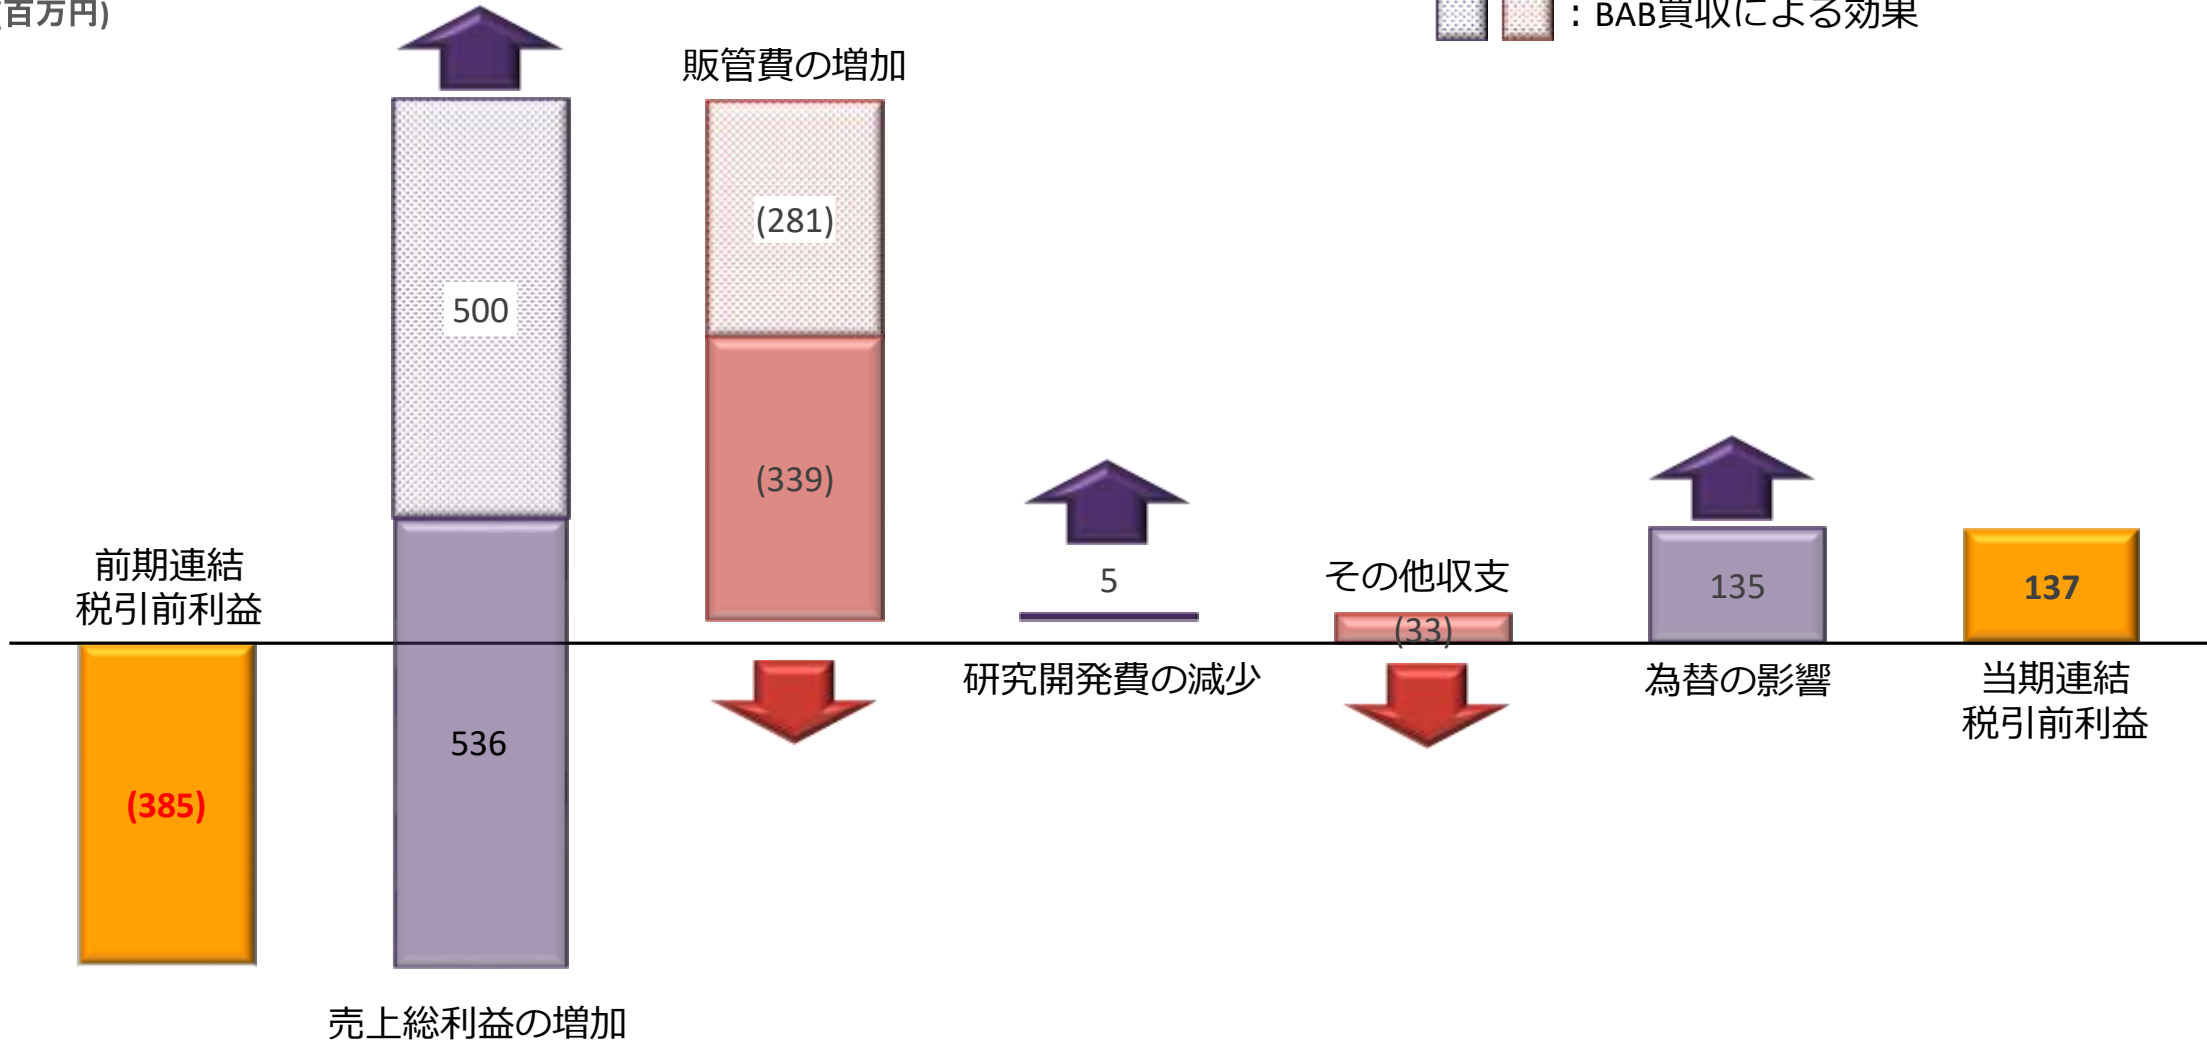 (百万円)
：BAB買収による効果
販管費の増加
(281)
500
(339)
前期連結
税引前利益
5
その他収支
(33)
135
137
研究開発費の減少
為替の影響
当期連結
税引前利益
536
(385)
売上総利益の増加